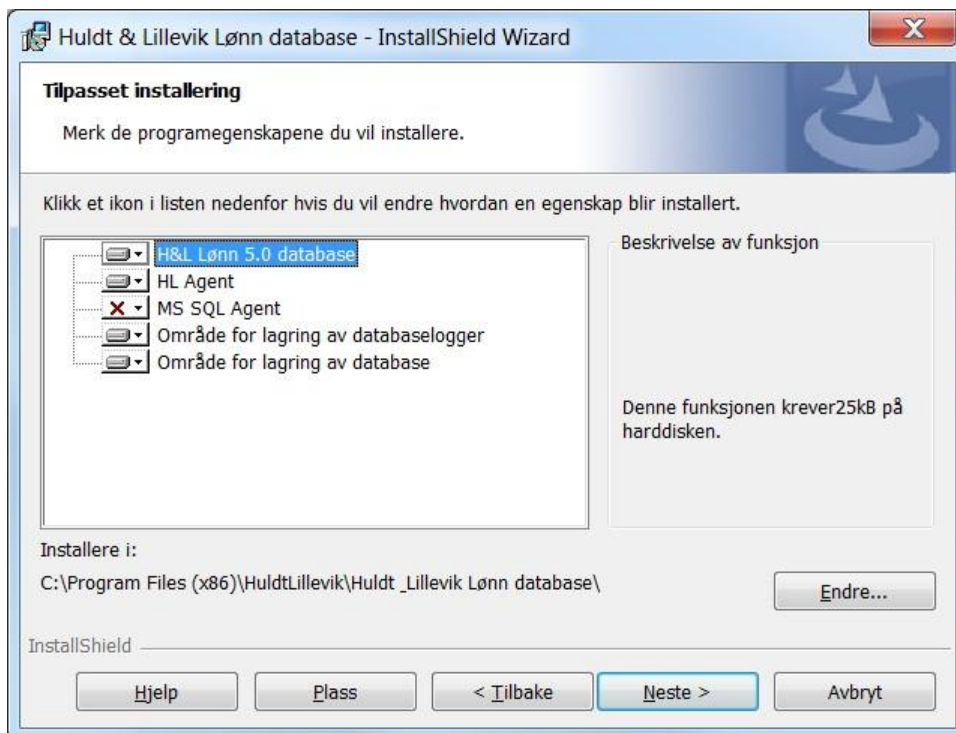 Huldt & Lillevik Lønn database - InstallShield Wizard
Tilpasset installering
Merk de programegenskapene du vil installere.
Klikk et ikon i listen nedenfor hvis du vil endre hvordan en egenskap blir installert.
H&L Lønn 5.0 database
HL Agent
MS SQL Agent
Område for lagring av databaselogger
Område for lagring av database
Beskrivelse av funksjon
Denne funksjonen krever25kB på
harddisken.
Installere i:
C:\Program Files (x86)\HuldtLillevik\Huldt _Lillevik Lønn database\
Endre...
InstallShield
Hjelp
Plass
< Tilbake
Neste >
Avbryt